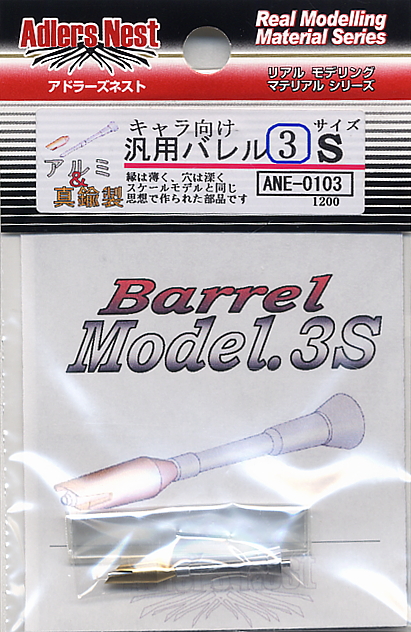 Adlers Nest
アドラーズネスト
Real Modelling
Material Series
リアル モデリング
マテリアル シリーズ
キャラ向け
汎用バレル 3 サイズ S
アルミ
&
真鍮製
縁は薄く、穴は深く
スケールモデルと同じ
思想で作られた部品です
ANE-0103
1200
Barrel
Model.3S
Adlers Nest